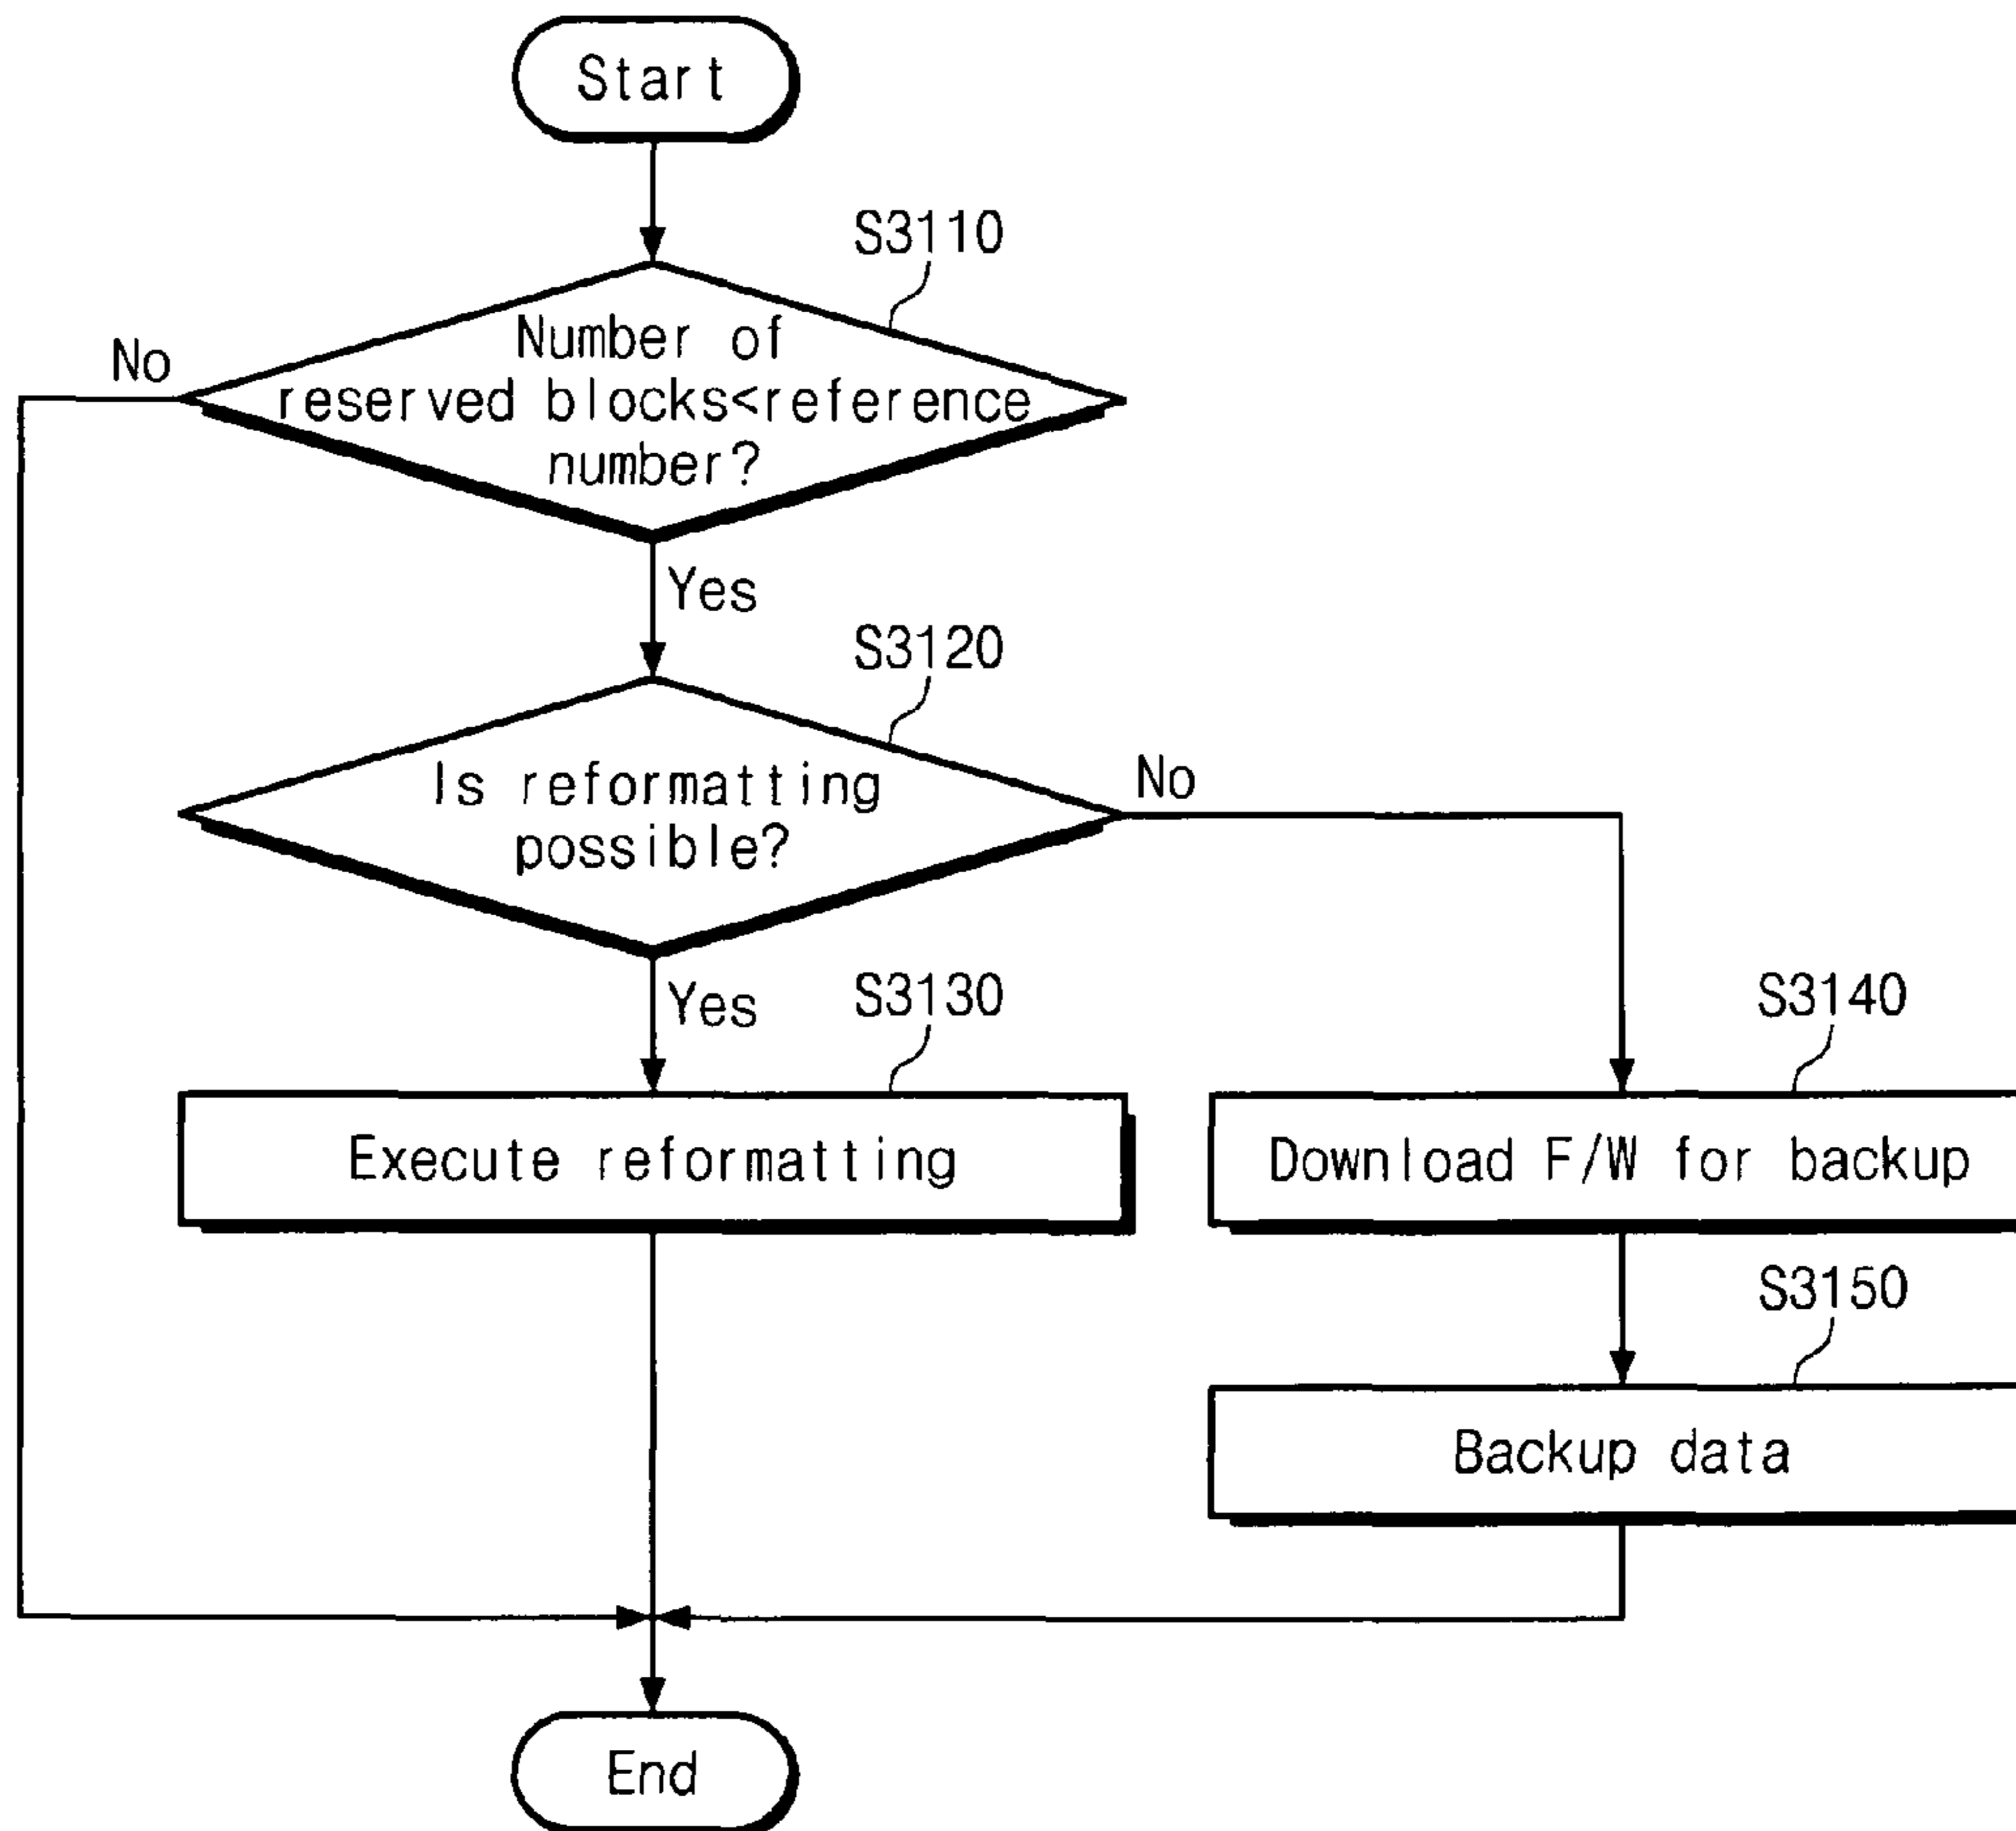 Start
S3110
Number of
reserved blocks<reference
number?
No
Yes
S3120
Is reformatting
possible?
No
Yes
S3130
S3140
Execute reformatting
Download F/W for backup
S3150
Backup data
End